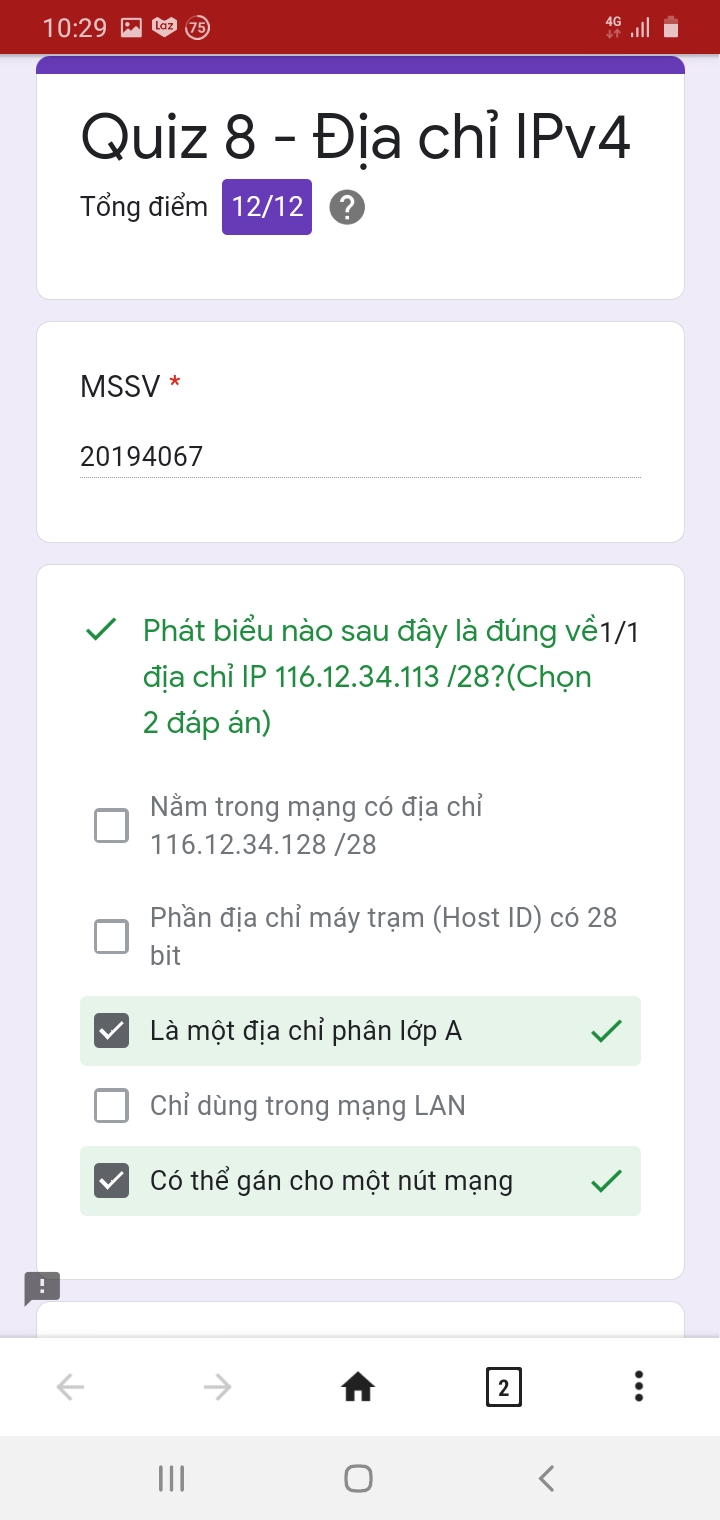 10:29 Laz 75 4G
Quiz 8 - Địa chỉ IPv4
Tổng điểm 12/12 ?
MSSV *
20194067
Phát biểu nào sau đây là đúng về 1/1
địa chỉ IP 116.12.34.113 /28?(Chọn
2 đáp án)
Nằm trong mạng có địa chỉ
116.12.34.128 /28
Phần địa chỉ máy trạm (Host ID) có 28
bit
Là một địa chỉ phân lớp A
Chỉ dùng trong mạng LAN
Có thể gán cho một nút mạng
!
2